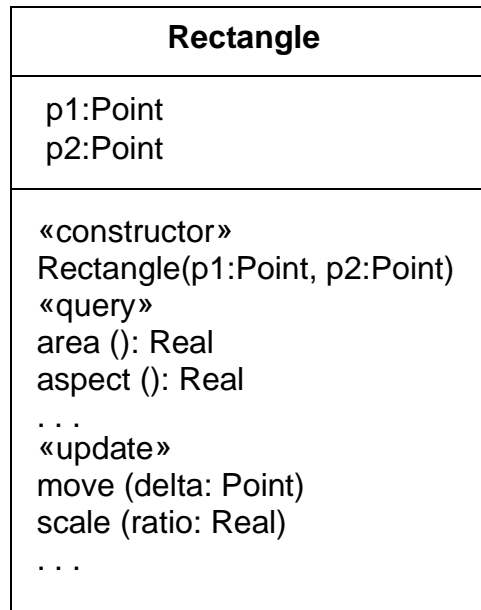 Rectangle
p1:Point
p2:Point
«constructor»
Rectangle(p1:Point, p2:Point)
«query»
area (): Real
aspect (): Real
. . .
«update»
move (delta: Point)
scale (ratio: Real)
. . .